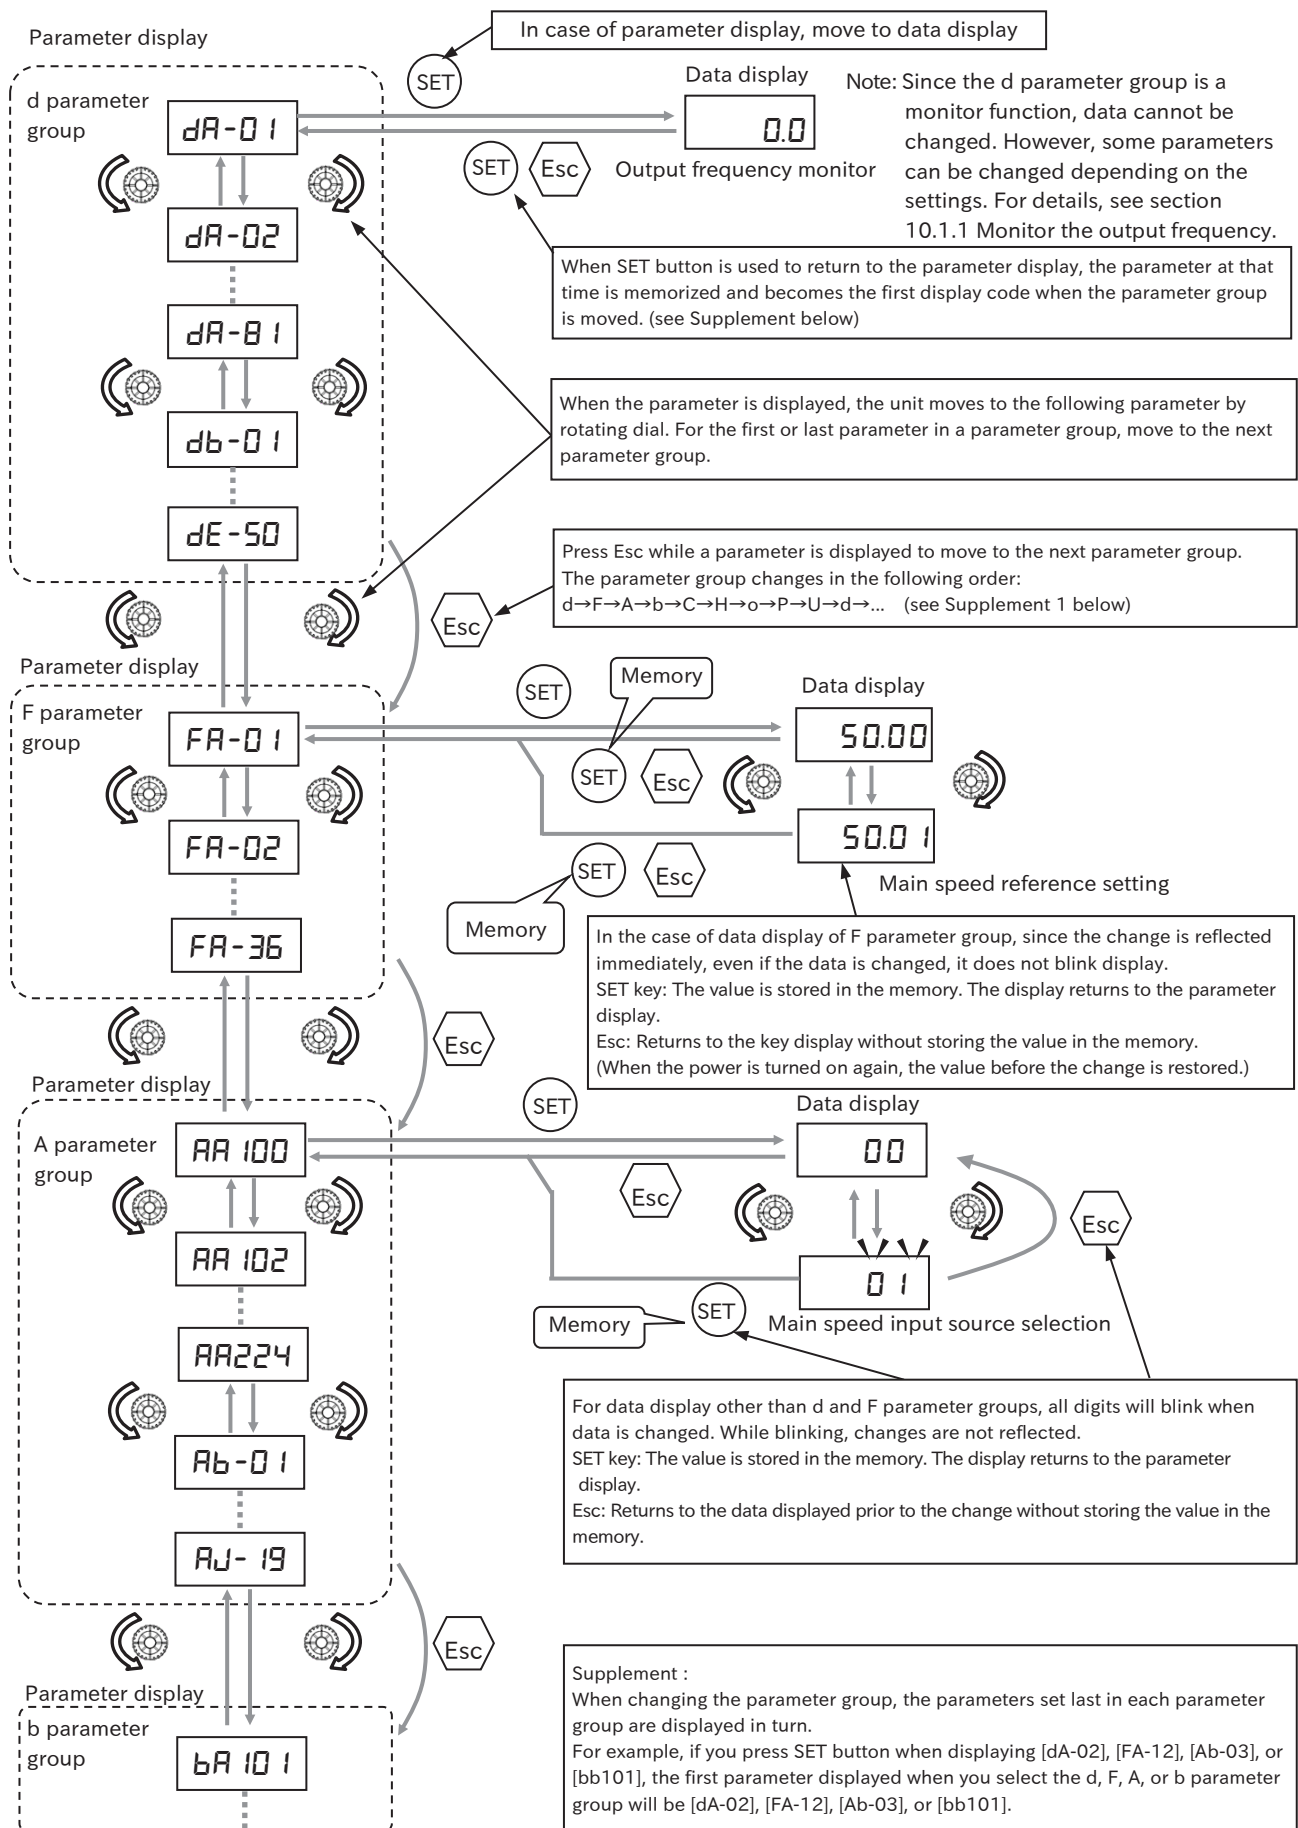 In case of parameter display, move to data display
Parameter display
SET
Data display
d parameter
group
dA-01
0.0
Output frequency monitor
SET
Esc
Note: Since the d parameter group is a
monitor function, data cannot be
changed. However, some parameters
can be changed depending on the
settings. For details, see section
10.1.1 Monitor the output frequency.
dA-02
When SET button is used to return to the parameter display, the parameter at that
time is memorized and becomes the first display code when the parameter group
is moved. (see Supplement below)
dA-81
db-01
When the parameter is displayed, the unit moves to the following parameter by
rotating dial. For the first or last parameter in a parameter group, move to the next
parameter group.
dE-50
Press Esc while a parameter is displayed to move to the next parameter group.
The parameter group changes in the following order:
d→F→A→b→C→H→o→P→U→d→... (see Supplement 1 below)
Esc
Parameter display
F parameter
group
FA-01
SET
Memory
Data display
50.00
SET
Esc
FA-02
50.01
SET
Esc
Memory
Main speed reference setting
FA-36
In the case of data display of F parameter group, since the change is reflected
immediately, even if the data is changed, it does not blink display.
SET key: The value is stored in the memory. The display returns to the parameter
display.
Esc: Returns to the key display without storing the value in the memory.
(When the power is turned on again, the value before the change is restored.)
Esc
Parameter display
A parameter
group
AA100
SET
Data display
00
Esc
Esc
AA102
01
Memory
SET
Main speed input source selection
AA224
Ab-01
For data display other than d and F parameter groups, all digits will blink when
data is changed. While blinking, changes are not reflected.
SET key: The value is stored in the memory. The display returns to the parameter
display.
Esc: Returns to the data displayed prior to the change without storing the value in the
memory.
AJ-19
Esc
Parameter display
b parameter
group
bA101
Supplement :
When changing the parameter group, the parameters set last in each parameter
group are displayed in turn.
For example, if you press SET button when displaying [dA-02], [FA-12], [Ab-03], or
[bb101], the first parameter displayed when you select the d, F, A, or b parameter
group will be [dA-02], [FA-12], [Ab-03], or [bb101].